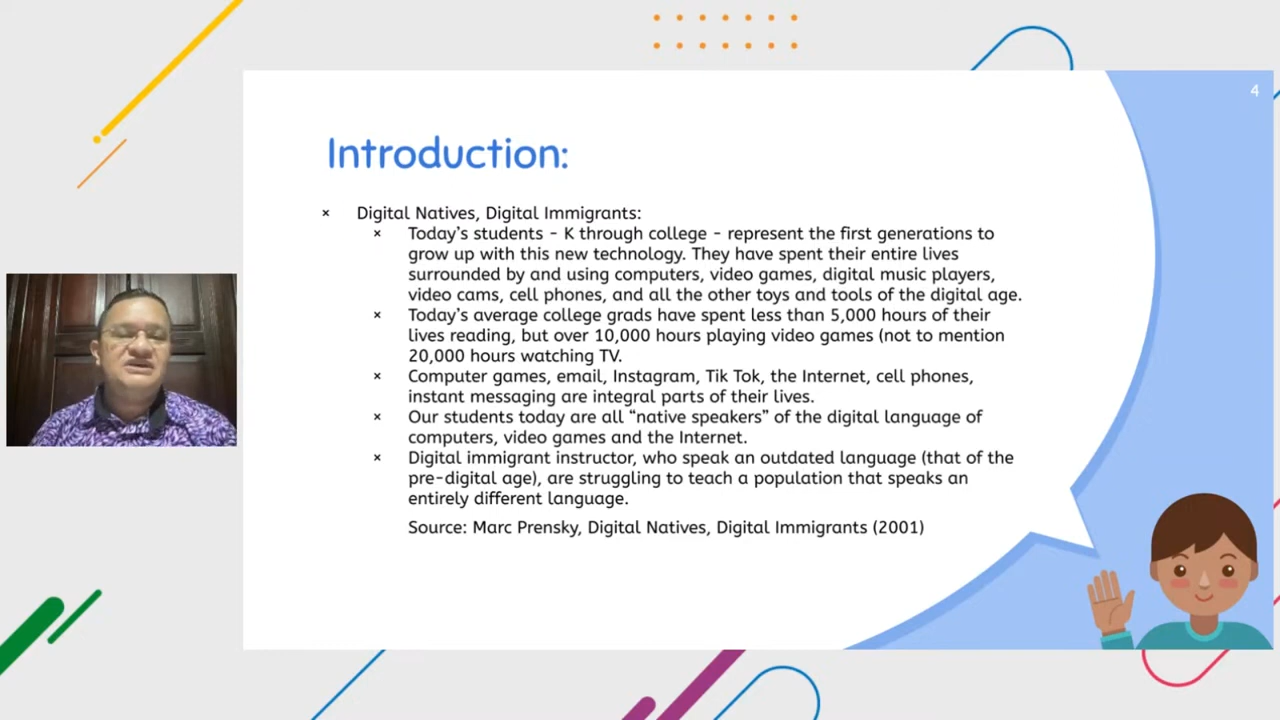 4
Introduction:
× Digital Natives, Digital Immigrants:
× Today's students - K through college - represent the first generations to
grow up with this new technology. They have spent their entire lives
surrounded by and using computers, video games, digital music players,
video cams, cell phones, and all the other toys and tools of the digital age.
× Today's average college grads have spent less than 5,000 hours of their
lives reading, but over 10,000 hours playing video games (not to mention
20,000 hours watching TV.
× Computer games, email, Instagram, Tik Tok, the Internet, cell phones,
instant messaging are integral parts of their lives.
× Our students today are all “native speakers” of the digital language of
computers, video games and the Internet.
× Digital immigrant instructor, who speak an outdated language (that of the
pre-digital age), are struggling to teach a population that speaks an
entirely different language.
Source: Marc Prensky, Digital Natives, Digital Immigrants (2001)